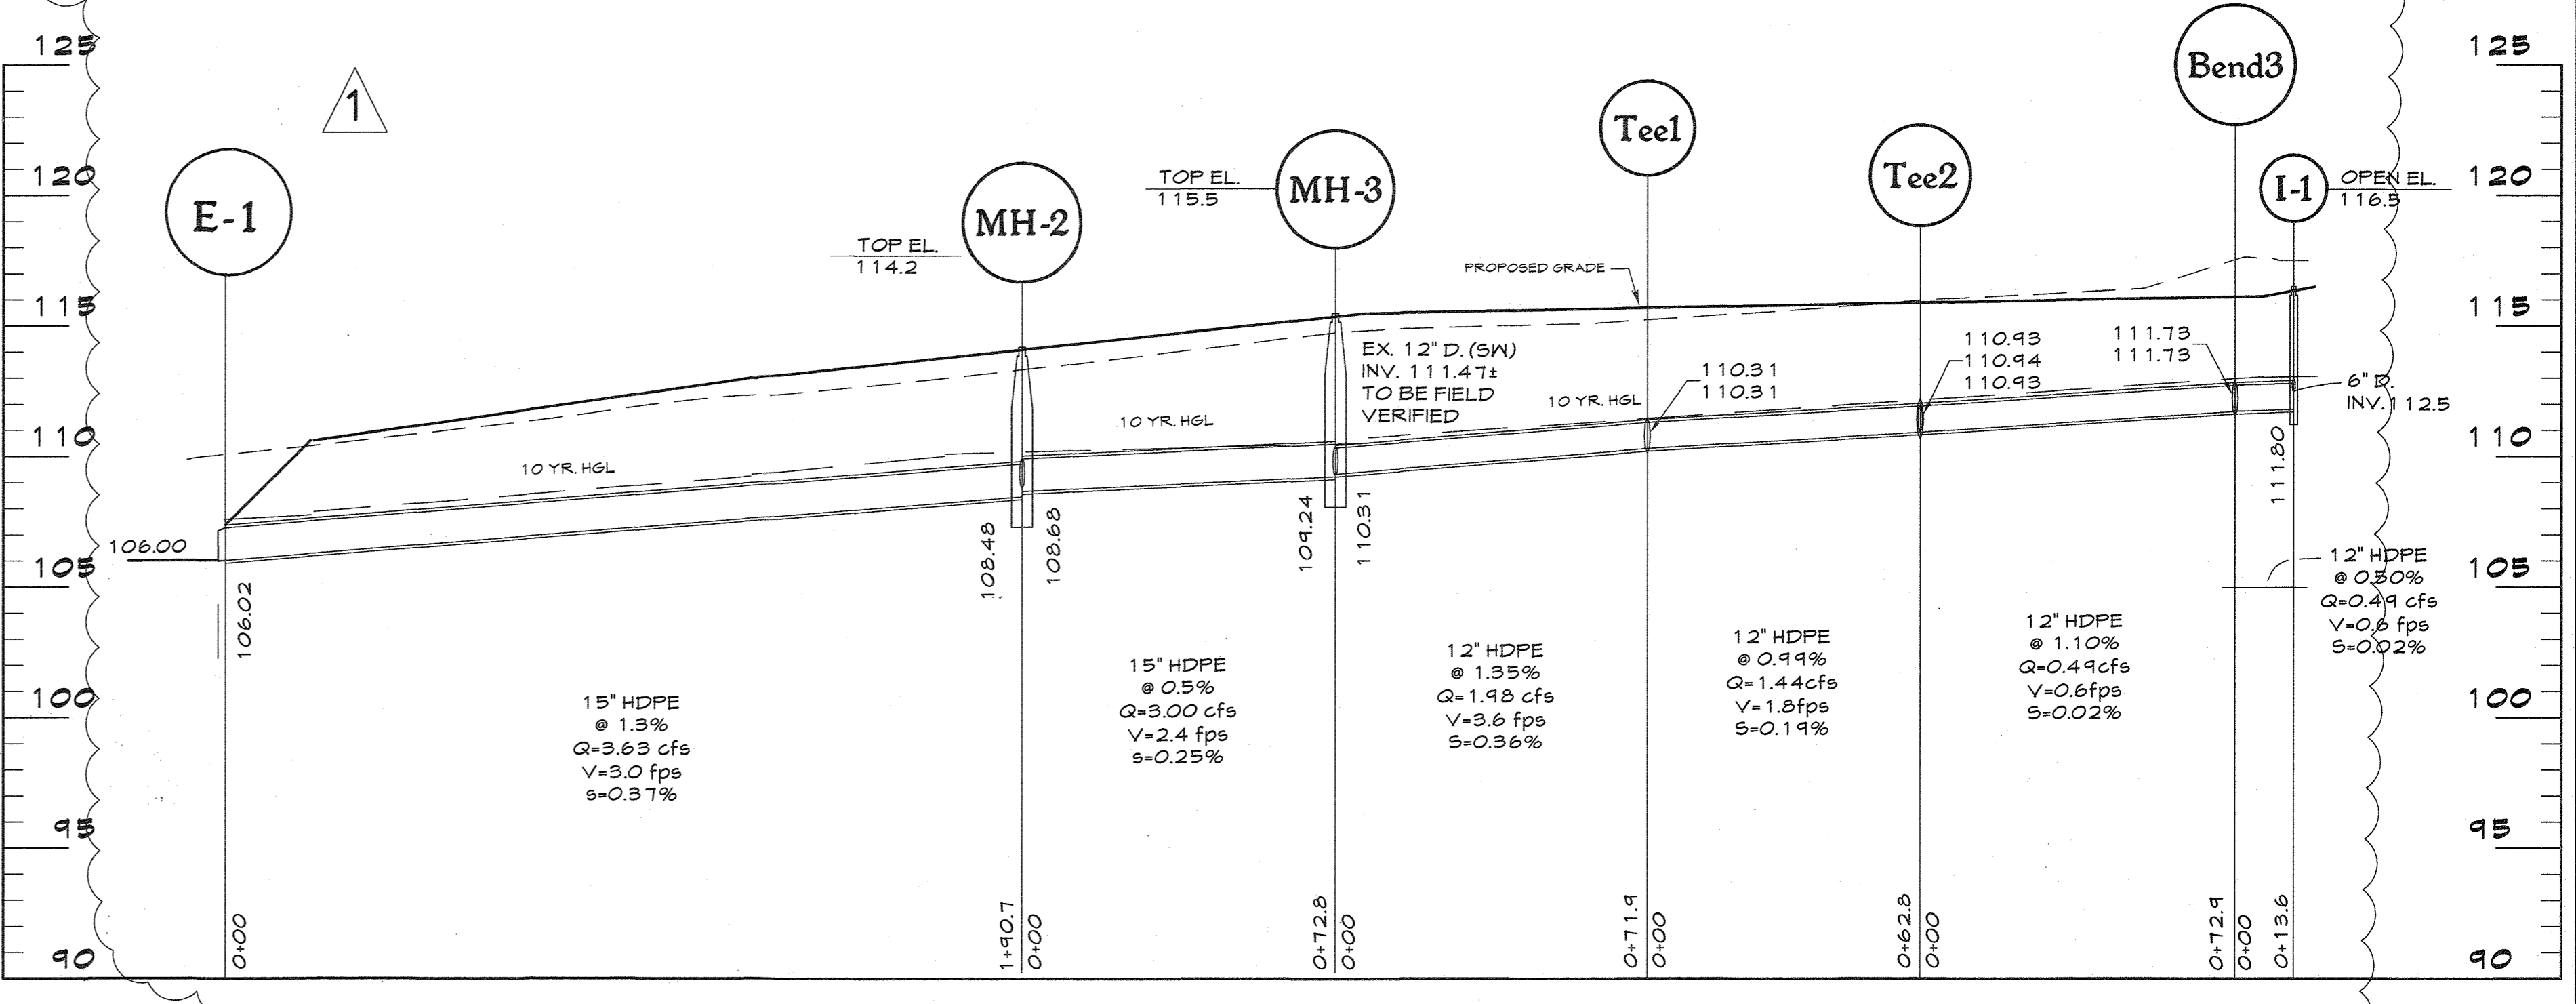 125
120
115
110
105
100
95
90
1
E-1
TOP EL.
114.2
MH-2
TOP EL.
115.5
MH-3
Tee1
Tee2
Bend3
I-1
OPEN EL.
116.5
PROPOSED GRADE
EX. 12" D. (SW)
INV. 111.47±
TO BE FIELD
VERIFIED
10 YR. HGL
10 YR. HGL
10 YR. HGL
110.31
110.31
110.93
110.94
110.93
111.73
111.73
6" D.
INV. 112.5
106.00
106.02
108.48
108.68
109.24
110.31
111.80
15" HDPE
@ 1.3%
Q=3.63 cfs
V=3.0 fps
s=0.37%
15" HDPE
@ 0.5%
Q=3.00 cfs
V=2.4 fps
s=0.25%
12" HDPE
@ 1.35%
Q=1.98 cfs
V=3.6 fps
S=0.36%
12" HDPE
@ 0.99%
Q=1.44cfs
V=1.8fps
S=0.19%
12" HDPE
@ 1.10%
Q=0.49cfs
V=0.6fps
S=0.02%
12" HDPE
@ 0.50%
Q=0.49 cfs
V=0.6 fps
S=0.02%
0+00
1+90.7
0+00
0+72.8
0+00
0+71.9
0+00
0+62.8
0+00
0+72.9
0+00
0+13.6
125
120
115
110
105
100
95
90